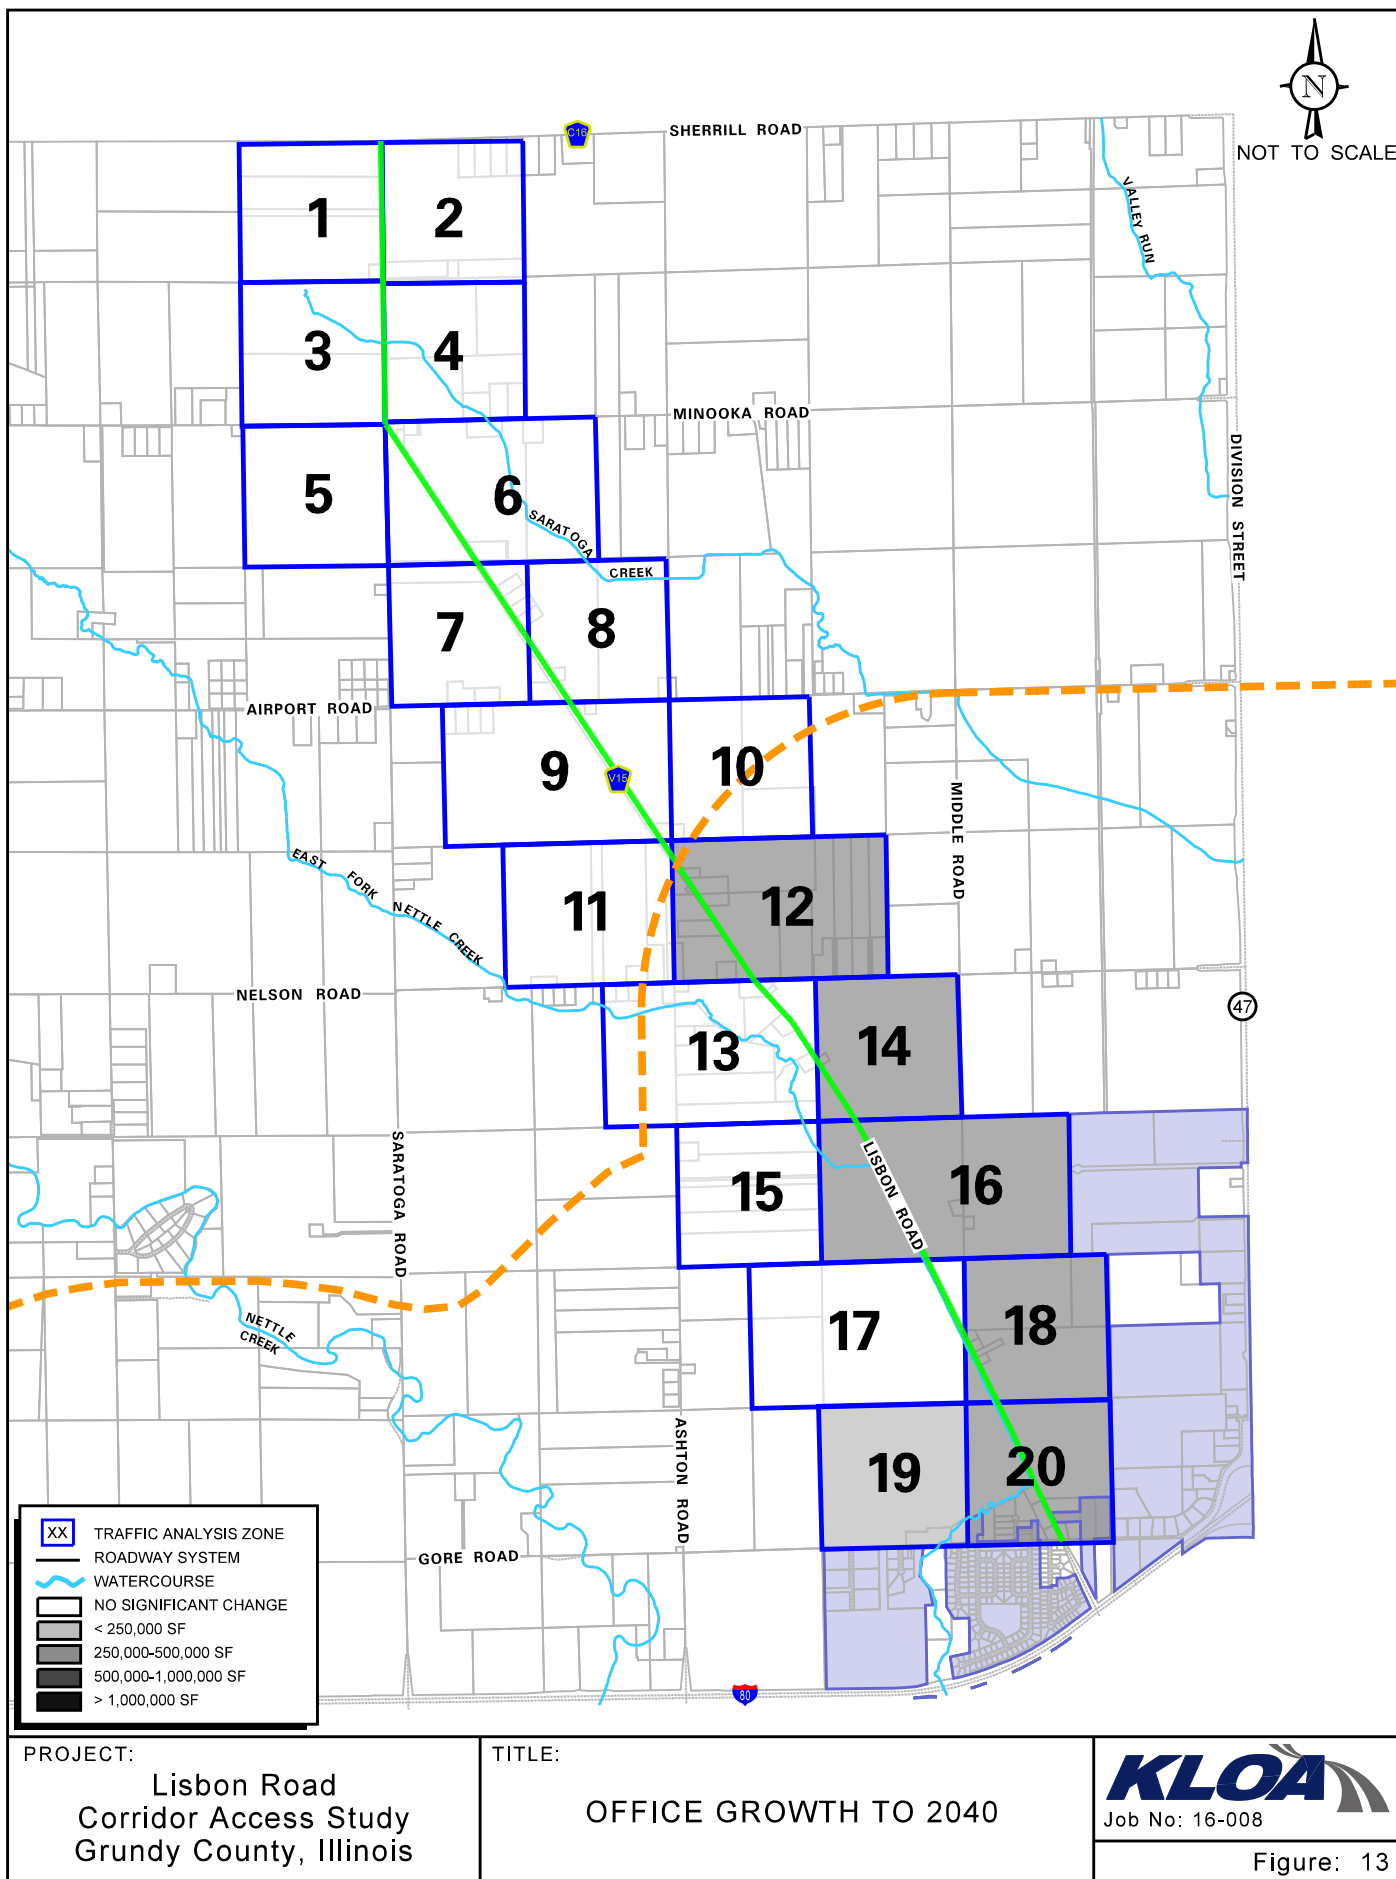 N
NOT TO SCALE
C16
SHERRILL ROAD
VALLEY RUN
1
2
3
4
MINOOKA ROAD
DIVISION STREET
5
6
SARATOGA
CREEK
7
8
AIRPORT ROAD
9
V15
10
MIDDLE ROAD
EAST FORK NETTLE CREEK
11
12
NELSON ROAD
47
13
14
SARATOGA ROAD
LISBON ROAD
15
16
NETTLE
CREEK
17
18
ASHTON ROAD
19
20
GORE ROAD
80
XX TRAFFIC ANALYSIS ZONE
ROADWAY SYSTEM
WATERCOURSE
NO SIGNIFICANT CHANGE
< 250,000 SF
250,000-500,000 SF
500,000-1,000,000 SF
> 1,000,000 SF
PROJECT:
Lisbon Road
Corridor Access Study
Grundy County, Illinois
TITLE:
OFFICE GROWTH TO 2040
KLOA
Job No: 16-008
Figure: 13